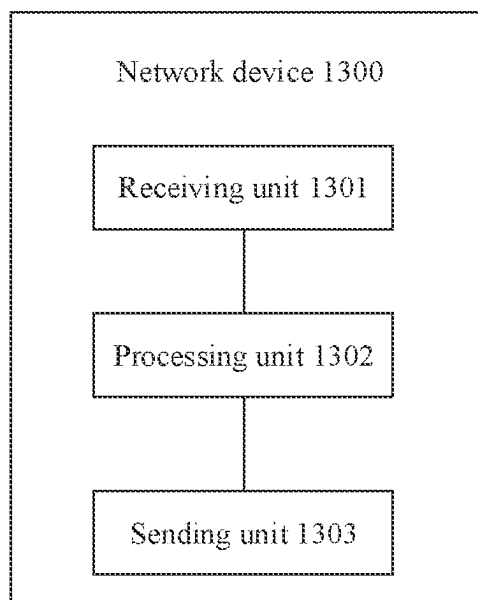 Network device 1300
Receiving unit 1301
Processing unit 1302
Sending unit 1303